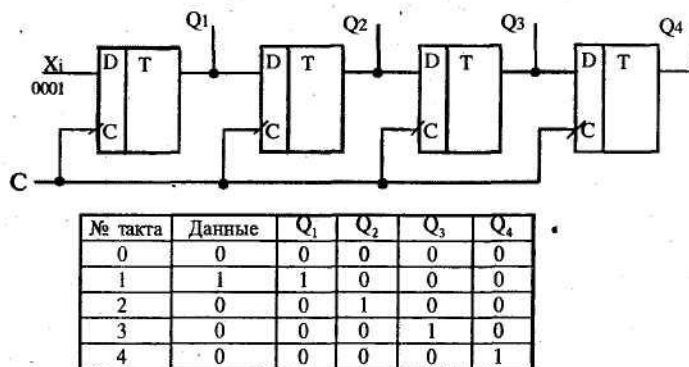 Q1 Q2 Q3 Q4
Xi D T D T D T D T
0001
C C C C
C
№ такта Данные Q1 Q2 Q3 Q4
0 0 0 0 0 0
1 1 1 0 0 0
2 0 0 1 0 0
3 0 0 0 1 0
4 0 0 0 0 1